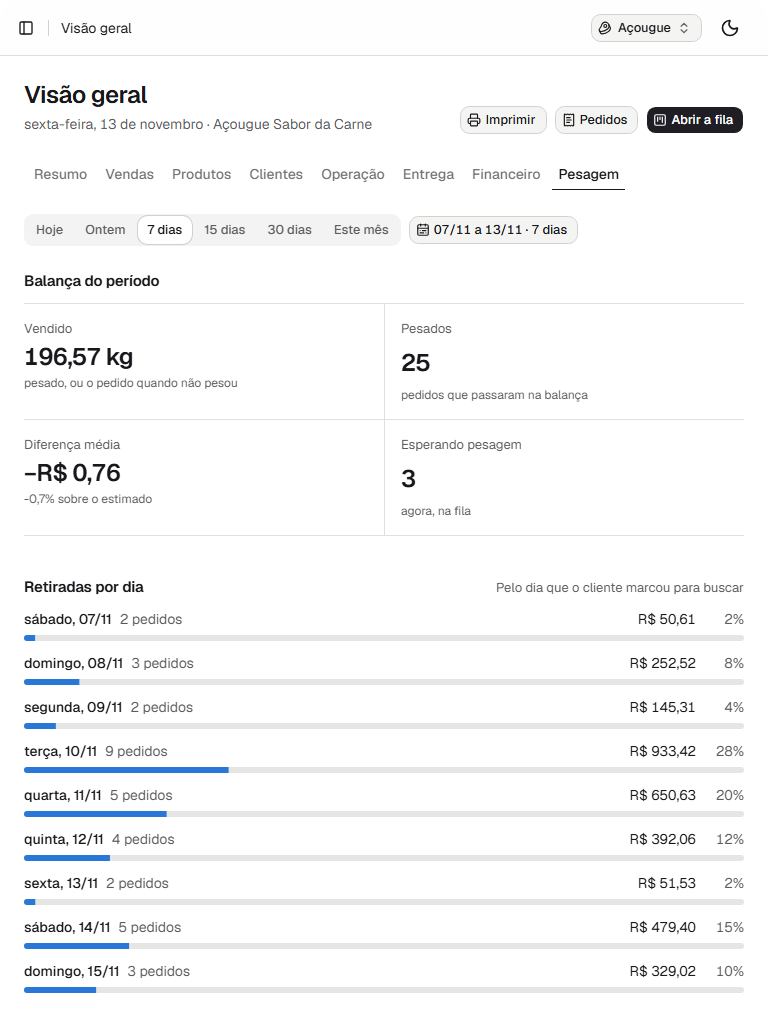 Visão geral
Açougue
Visão geral
sexta-feira, 13 de novembro · Açougue Sabor da Carne
Imprimir
Pedidos
Abrir a fila
Resumo Vendas Produtos Clientes Operação Entrega Financeiro Pesagem
Hoje Ontem 7 dias 15 dias 30 dias Este mês
07/11 a 13/11 · 7 dias
Balança do período
Vendido
196,57 kg
pesado, ou o pedido quando não pesou
Pesados
25
pedidos que passaram na balança
Diferença média
−R$ 0,76
-0,7% sobre o estimado
Esperando pesagem
3
agora, na fila
Retiradas por dia
Pelo dia que o cliente marcou para buscar
sábado, 07/11 2 pedidos R$ 50,61 2%
domingo, 08/11 3 pedidos R$ 252,52 8%
segunda, 09/11 2 pedidos R$ 145,31 4%
terça, 10/11 9 pedidos R$ 933,42 28%
quarta, 11/11 5 pedidos R$ 650,63 20%
quinta, 12/11 4 pedidos R$ 392,06 12%
sexta, 13/11 2 pedidos R$ 51,53 2%
sábado, 14/11 5 pedidos R$ 479,40 15%
domingo, 15/11 3 pedidos R$ 329,02 10%